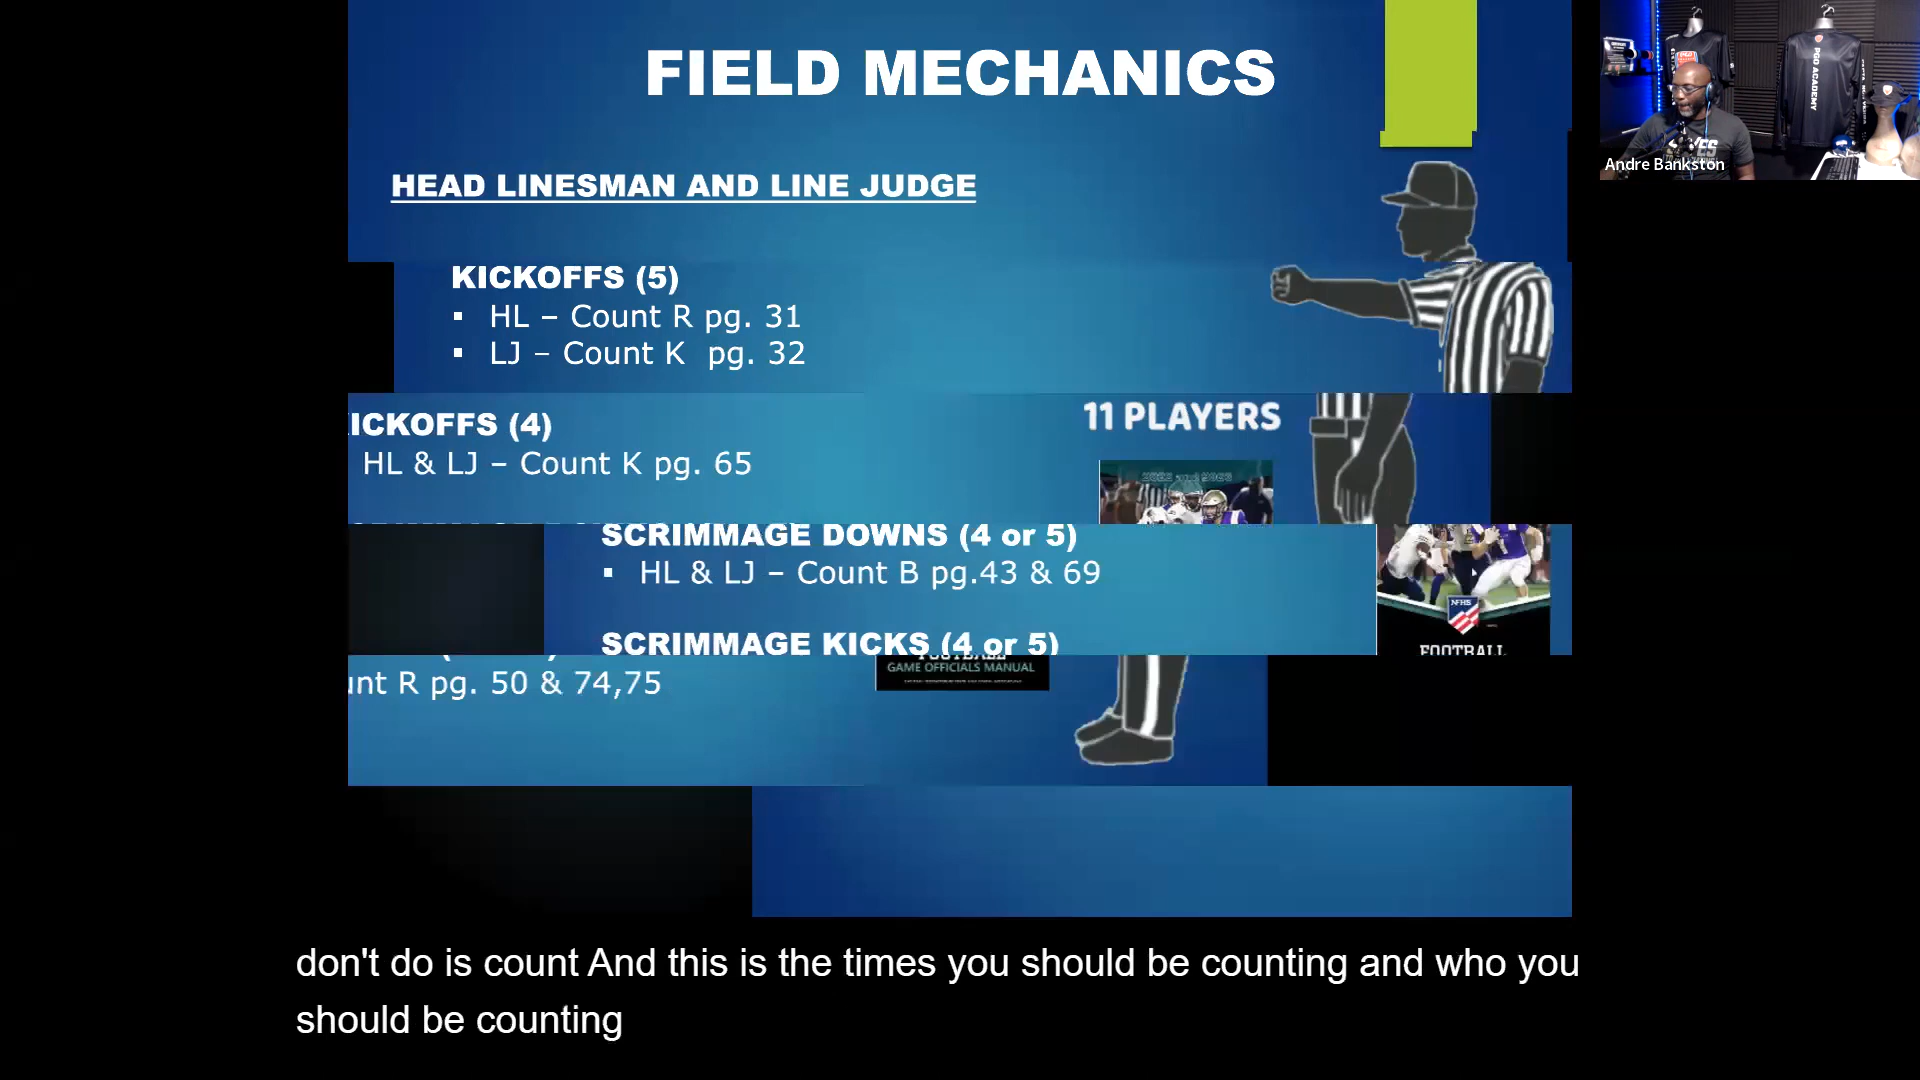 FIELD MECHANICS
HEAD LINESMAN AND LINE JUDGE
KICKOFFS (5)
▪ HL – Count R pg. 31
▪ LJ – Count K pg. 32
ICKOFFS (4)
HL & LJ – Count K pg. 65
11 PLAYERS
SCRIMMAGE DOWNS (4 or 5)
▪ HL & LJ – Count B pg.43 & 69
SCRIMMAGE KICKS (4 or 5)
NFHS
FOOTBALL
GAME OFFICIALS MANUAL
unt R pg. 50 & 74,75
PGO ACADEMY
Andre Bankston
don't do is count And this is the times you should be counting and who you
should be counting